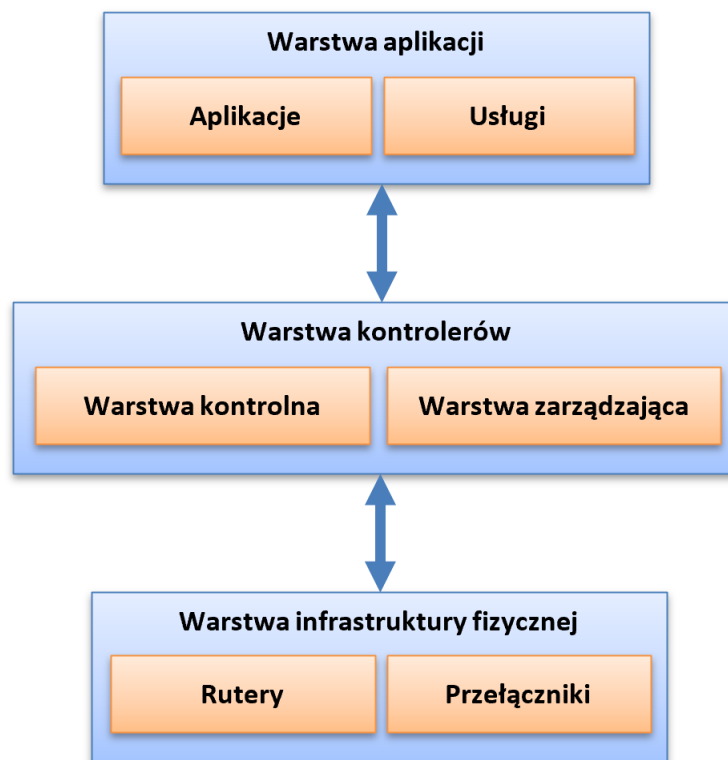 Warstwa aplikacji
Aplikacje
Usługi
Warstwa kontrolerów
Warstwa kontrolna
Warstwa zarządzająca
Warstwa infrastruktury fizycznej
Rutery
Przełączniki